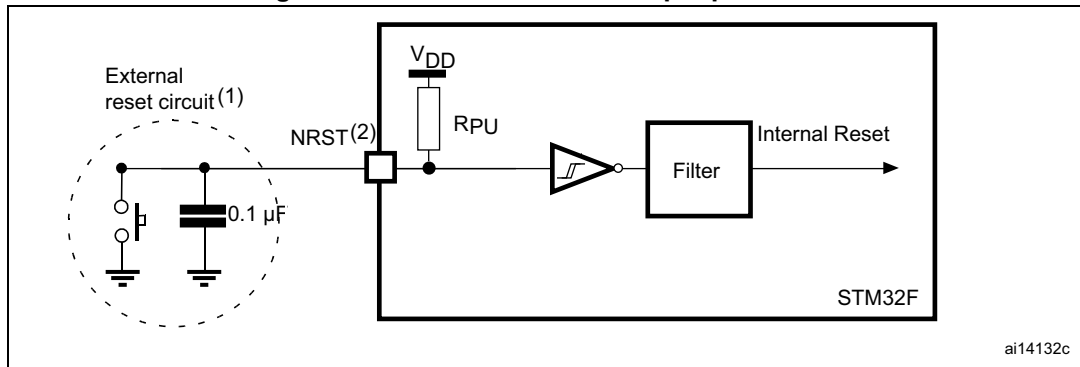 VDD
External
reset circuit(1)
NRST(2)
RPU
Internal Reset
Filter
0.1 µF
STM32F
ai14132c